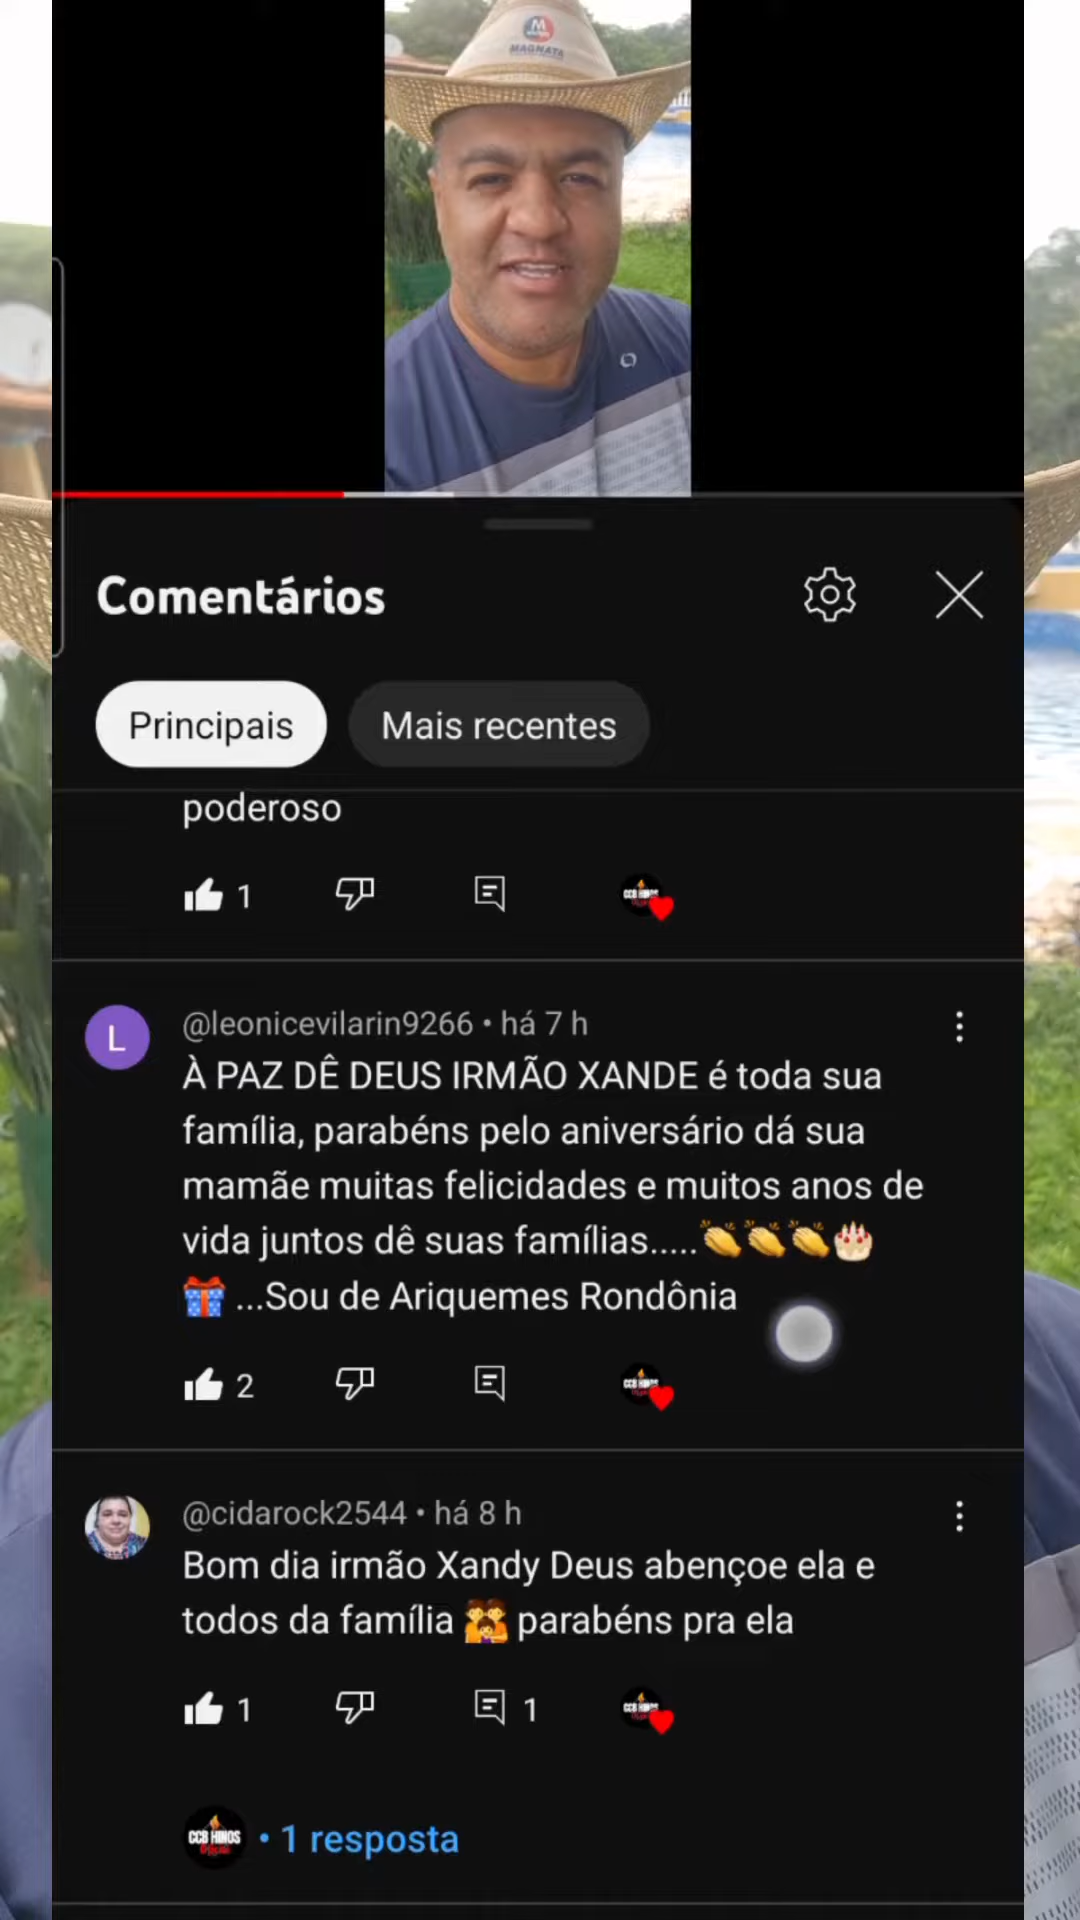 M
MAGNATA
Comentários
Principais
Mais recentes
poderoso
1
L
@leonicevilarin9266 • há 7 h
À PAZ DÊ DEUS IRMÃO XANDE é toda sua
família, parabéns pelo aniversário dá sua
mamãe muitas felicidades e muitos anos de
vida juntos dê suas famílias.....👏👏👏🎂
🎁...Sou de Ariquemes Rondônia
2
@cidarock2544 • há 8 h
Bom dia irmão Xandy Deus abençoe ela e
todos da família 👪 parabéns pra ela
1
1
CCB HINOS
• 1 resposta